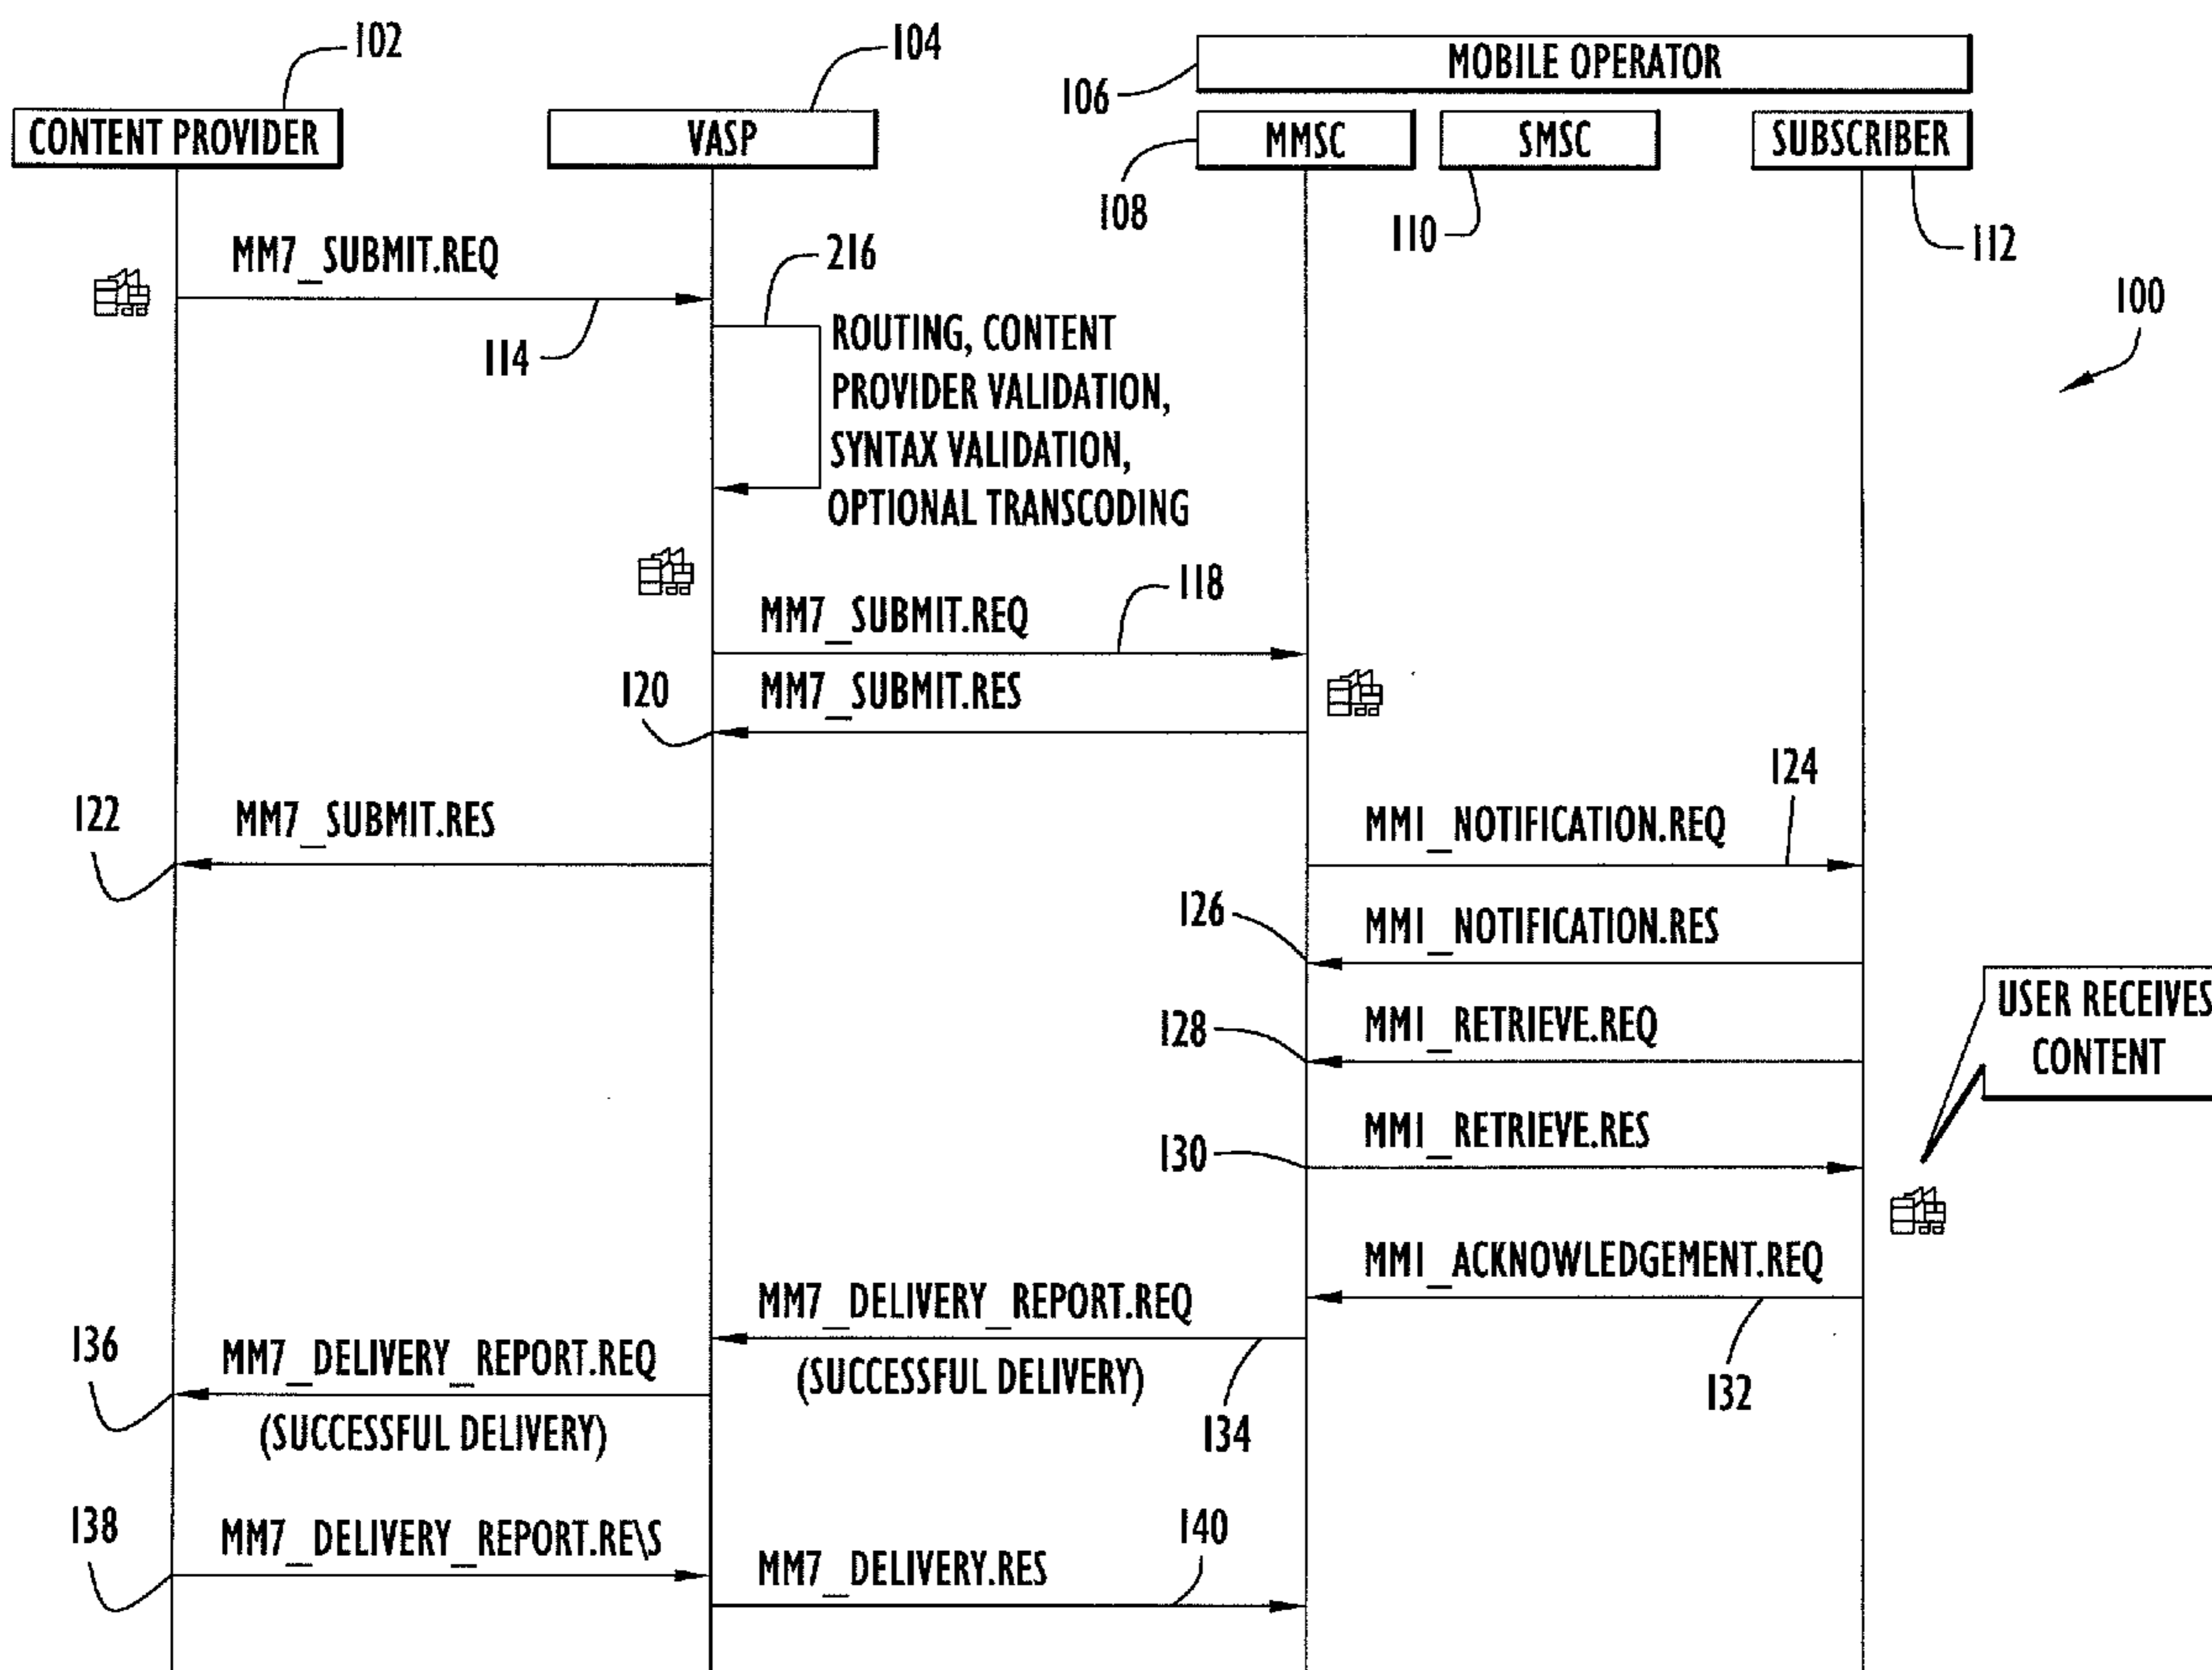 102
104
MOBILE OPERATOR
106
CONTENT PROVIDER
VASP
MMSC
SMSC
SUBSCRIBER
108
110
112
100
MM7_SUBMIT.REQ
114
216
ROUTING, CONTENT
PROVIDER VALIDATION,
SYNTAX VALIDATION,
OPTIONAL TRANSCODING
MM7_SUBMIT.REQ
118
120
MM7_SUBMIT.RES
122
MM7_SUBMIT.RES
MM1_NOTIFICATION.REQ
124
126
MM1_NOTIFICATION.RES
128
MM1_RETRIEVE.REQ
USER RECEIVES
CONTENT
130
MM1_RETRIEVE.RES
MM1_ACKNOWLEDGEMENT.REQ
132
MM7_DELIVERY_REPORT.REQ
(SUCCESSFUL DELIVERY)
134
136
MM7_DELIVERY_REPORT.REQ
(SUCCESSFUL DELIVERY)
138
MM7_DELIVERY_REPORT.RE\S
MM7_DELIVERY.RES
140